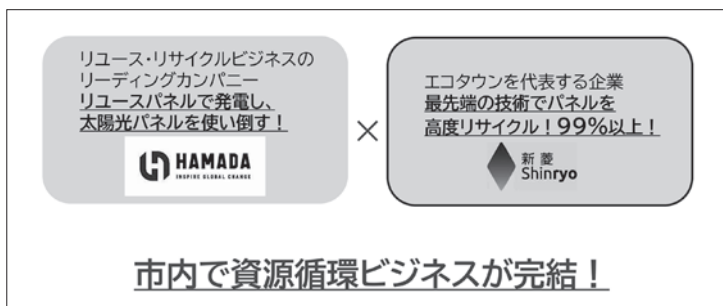 リユース・リサイクルビジネスの
リーディングカンパニー
リユースパネルで発電し、
太陽光パネルを使い倒す！
HAMADA
INSPIRE GLOBAL CHANGE
×
エコタウンを代表する企業
最先端の技術でパネルを
高度リサイクル！99％以上！
新菱
Shinryo
市内で資源循環ビジネスが完結！